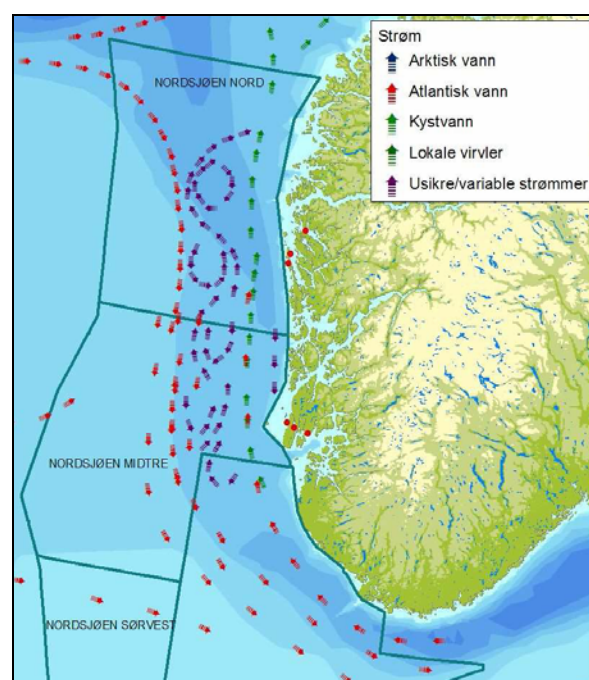 Strøm
Arktisk vann
Atlantisk vann
Kystvann
Lokale virvler
Usikre/variable strømmer
NORDSJØEN NORD
NORDSJØEN MIDTRE
NORDSJØEN SØRVEST